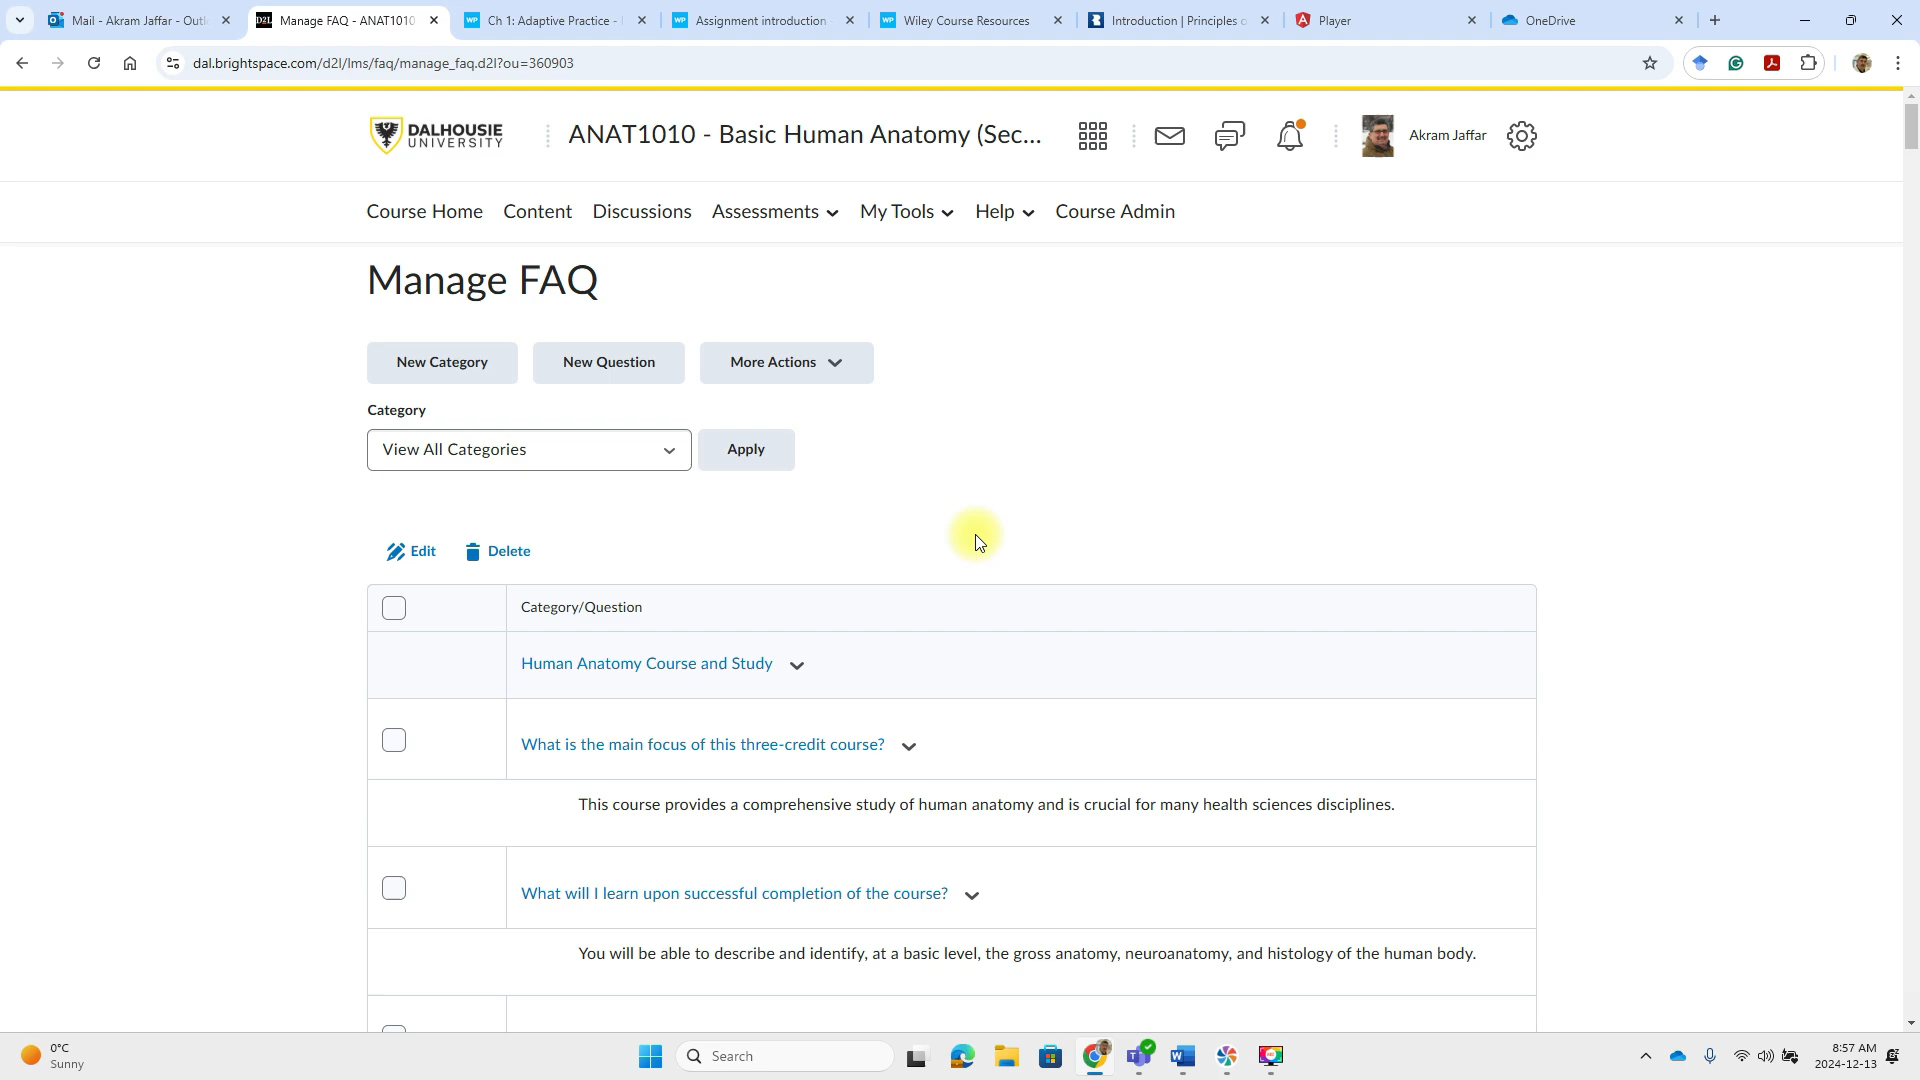 Mail - Akram Jaffar - Outl
Manage FAQ - ANAT1010
Ch 1: Adaptive Practice -
Assignment introduction
Wiley Course Resources
Introduction | Principles o
Player
OneDrive
dal.brightspace.com/d2l/lms/faq/manage_faq.d2l?ou=360903
DALHOUSIE
UNIVERSITY
ANAT1010 - Basic Human Anatomy (Sec...
Akram Jaffar
Course Home
Content
Discussions
Assessments
My Tools
Help
Course Admin
Manage FAQ
New Category
New Question
More Actions
Category
View All Categories
Apply
Edit
Delete
Category/Question
Human Anatomy Course and Study
What is the main focus of this three-credit course?
This course provides a comprehensive study of human anatomy and is crucial for many health sciences disciplines.
What will I learn upon successful completion of the course?
You will be able to describe and identify, at a basic level, the gross anatomy, neuroanatomy, and histology of the human body.
0°C
Sunny
Search
8:57 AM
2024-12-13